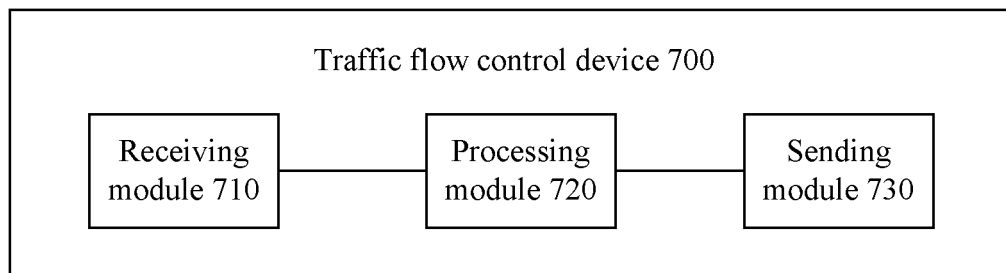 Traffic flow control device 700
Receiving
module 710
Processing
module 720
Sending
module 730